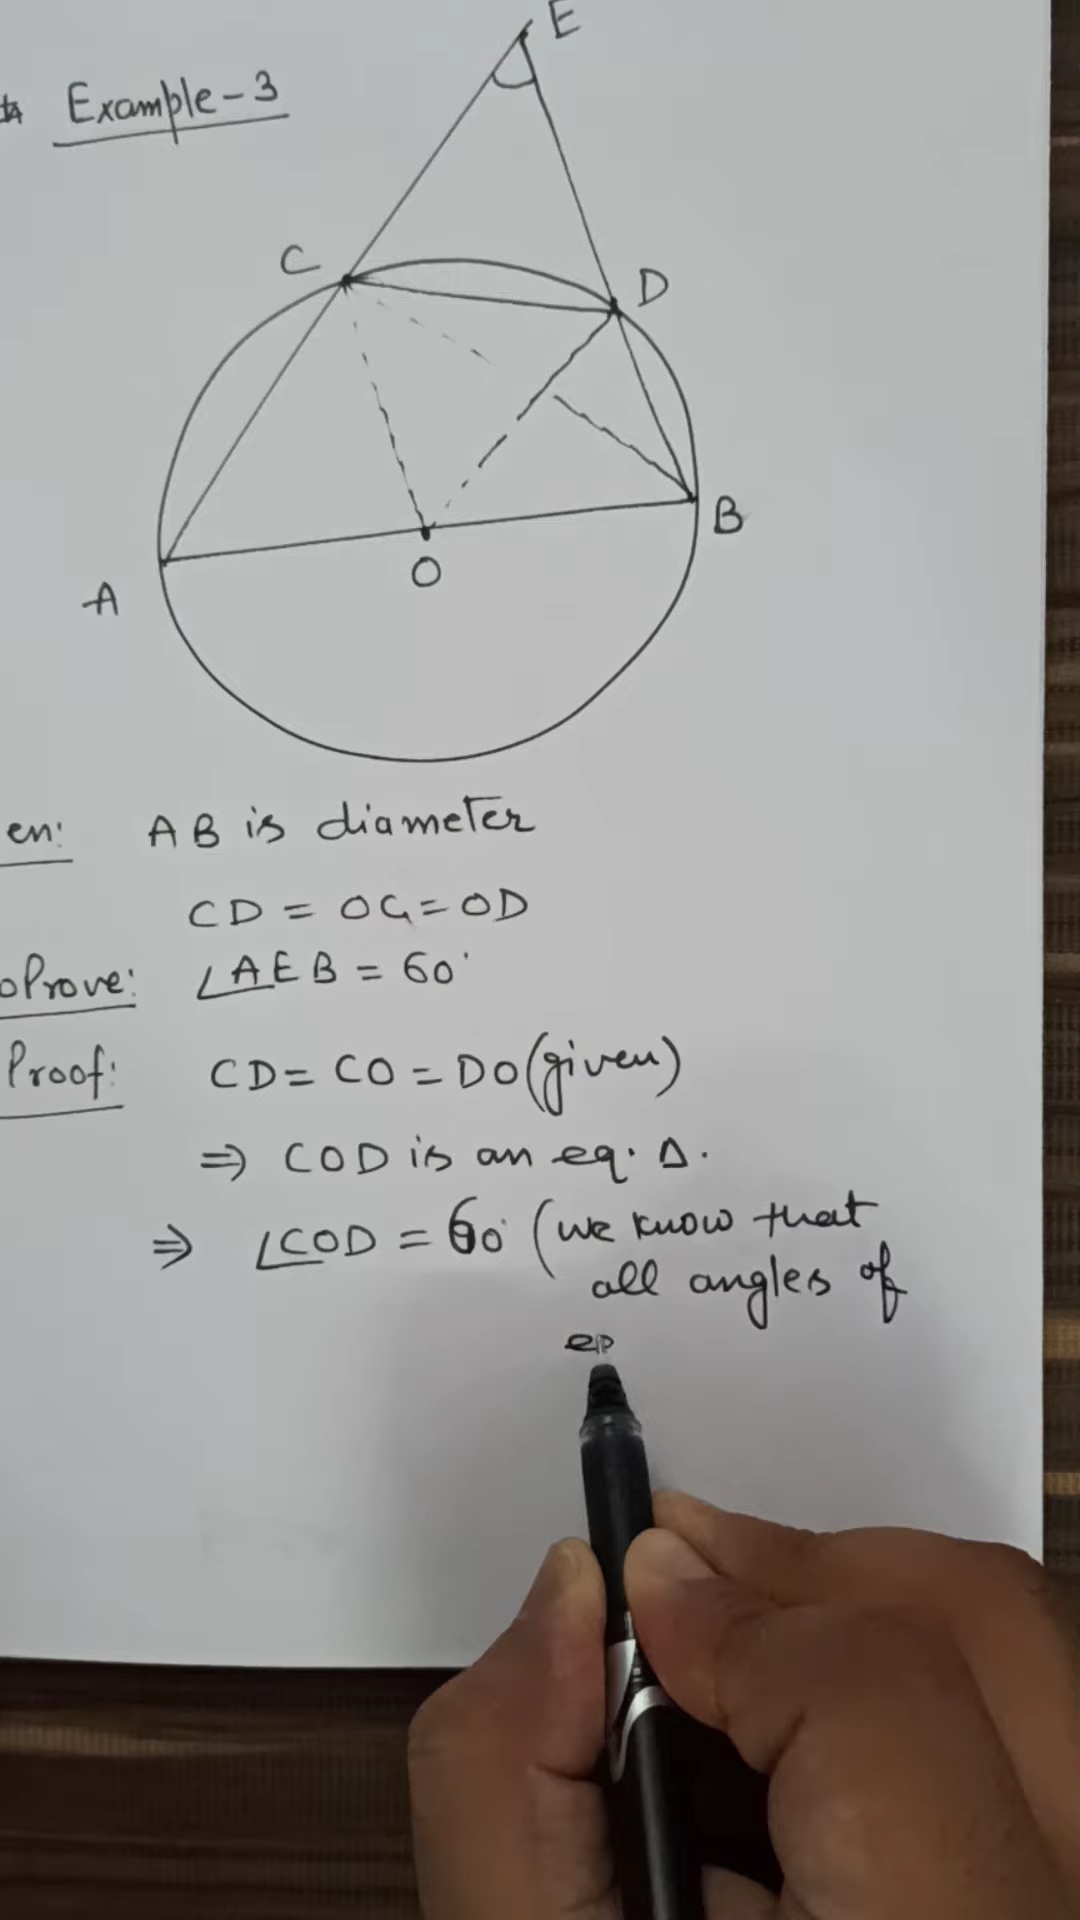 Example-3
E
C
D
B
A
O
en: AB is diameter
CD = OC = OD
oProve: ∠AEB = 60°
Proof: CD = CO = DO (given)
⇒ COD is an eq. Δ.
⇒ ∠COD = 60° (we know that
all angles of